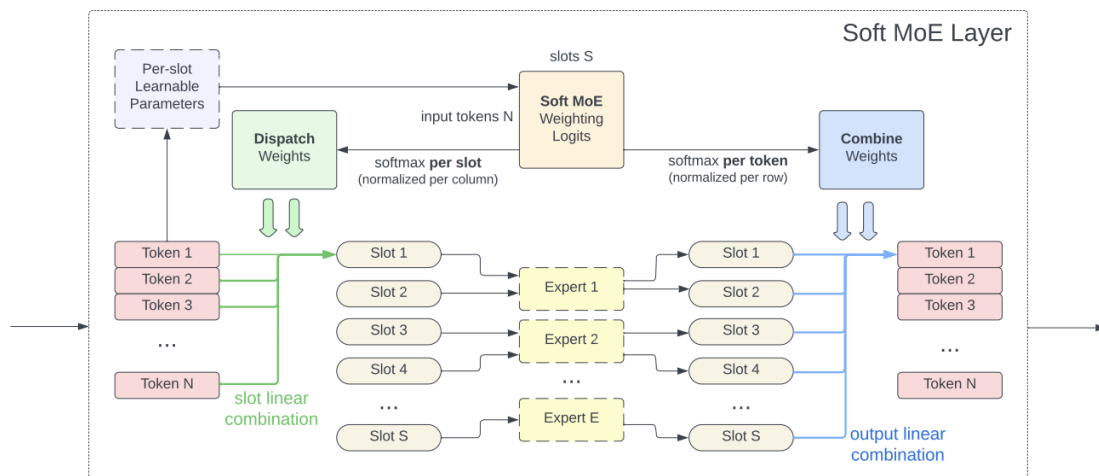 Soft MoE Layer
Per-slot
Learnable
Parameters
slots S
input tokens N
Soft MoE
Weighting
Logits
Dispatch
Weights
softmax per slot
(normalized per column)
softmax per token
(normalized per row)
Combine
Weights
Token 1
Token 2
Token 3
...
Token N
slot linear
combination
Slot 1
Slot 2
Slot 3
Slot 4
...
Slot S
Expert 1
Expert 2
...
Expert E
Slot 1
Slot 2
Slot 3
Slot 4
...
Slot S
output linear
combination
Token 1
Token 2
Token 3
...
Token N